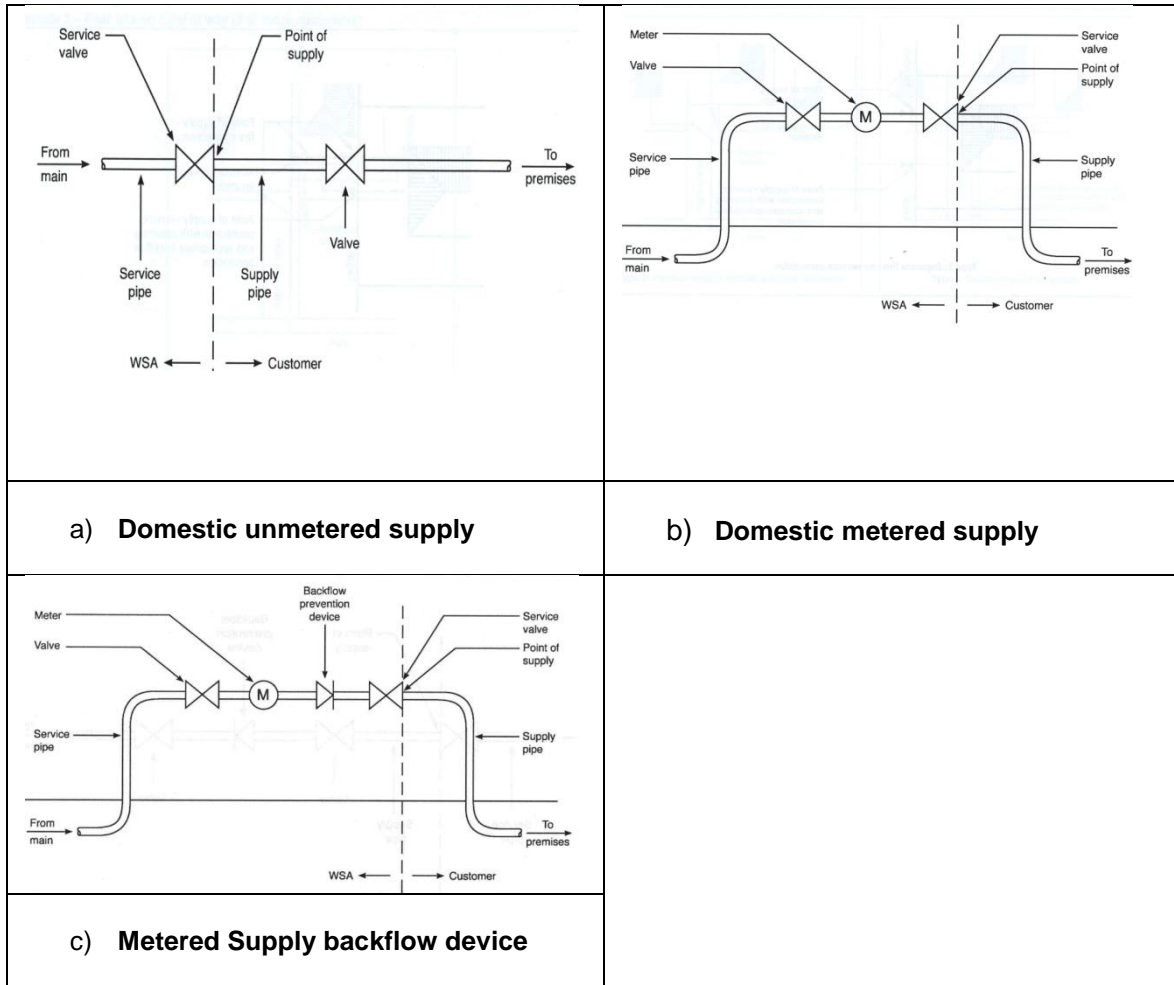 Service
valve
Point of
supply
From
main
To
premises
Valve
Service
pipe
Supply
pipe
WSA
Customer
a) Domestic unmetered supply
Meter
Valve
Service
valve
Point of
supply
M
Service
pipe
Supply
pipe
From
main
To
premises
WSA
Customer
b) Domestic metered supply
Backflow
prevention
device
Meter
Valve
Service
valve
Point of
supply
M
Service
pipe
Supply
pipe
From
main
To
premises
WSA
Customer
c) Metered Supply backflow device